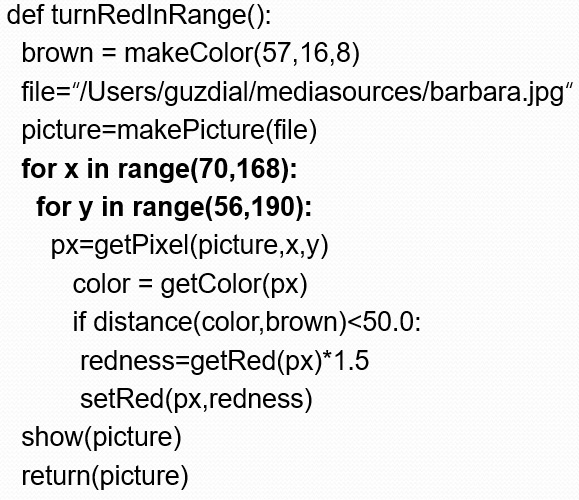 def turnRedInRange():
brown = makeColor(57,16,8)
file=“/Users/guzdial/mediasources/barbara.jpg“
picture=makePicture(file)
for x in range(70,168):
for y in range(56,190):
px=getPixel(picture,x,y)
color = getColor(px)
if distance(color,brown)<50.0:
redness=getRed(px)*1.5
setRed(px,redness)
show(picture)
return(picture)